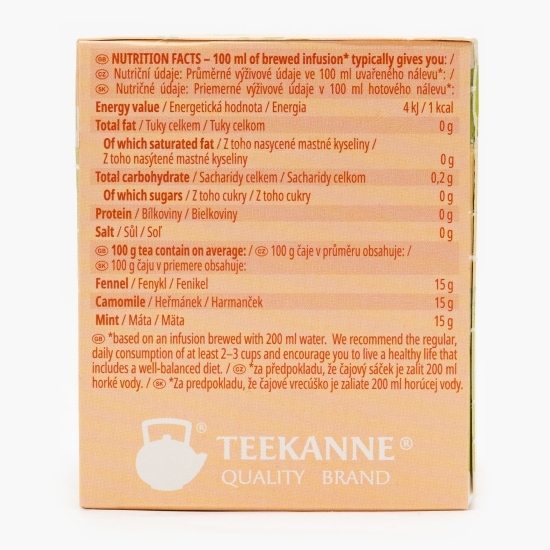 GB NUTRITION FACTS – 100 ml of brewed infusion* typically gives you: /
CZ Nutriční údaje: Průměrné výživové údaje ve 100 ml uvařeného nálevu*: /
SK Nutričné údaje: Priemerné výživové údaje v 100 ml hotového nálevu*:
Energy value / Energetická hodnota / Energia 4 kJ / 1 kcal
Total fat / Tuky celkem / Tuky celkom 0 g
Of which saturated fat / Z toho nasycené mastné kyseliny /
Z toho nasýtené mastné kyseliny 0 g
Total carbohydrate / Sacharidy celkem / Sacharidy celkom 0,2 g
Of which sugars / Z toho cukry / Z toho cukry 0 g
Protein / Bílkoviny / Bielkoviny 0 g
Salt / Sůl / Soľ 0 g
GB 100 g tea contain on average: / CZ 100 g čaje v průměru obsahuje: /
SK 100 g čaju v priemere obsahuje:
Fennel / Fenykl / Fenikel 15 g
Camomile / Heřmánek / Harmanček 15 g
Mint / Máta / Mäta 15 g
GB *based on an infusion brewed with 200 ml water. We recommend the regular,
daily consumption of at least 2–3 cups and encourage you to live a healthy life that
includes a well-balanced diet. / CZ *za předpokladu, že čajový sáček je zalít 200 ml
horké vody. / SK *Za predpokladu, že čajové vrecúško je zaliate 200 ml horúcej vody.
® TEEKANNE®
QUALITY BRAND